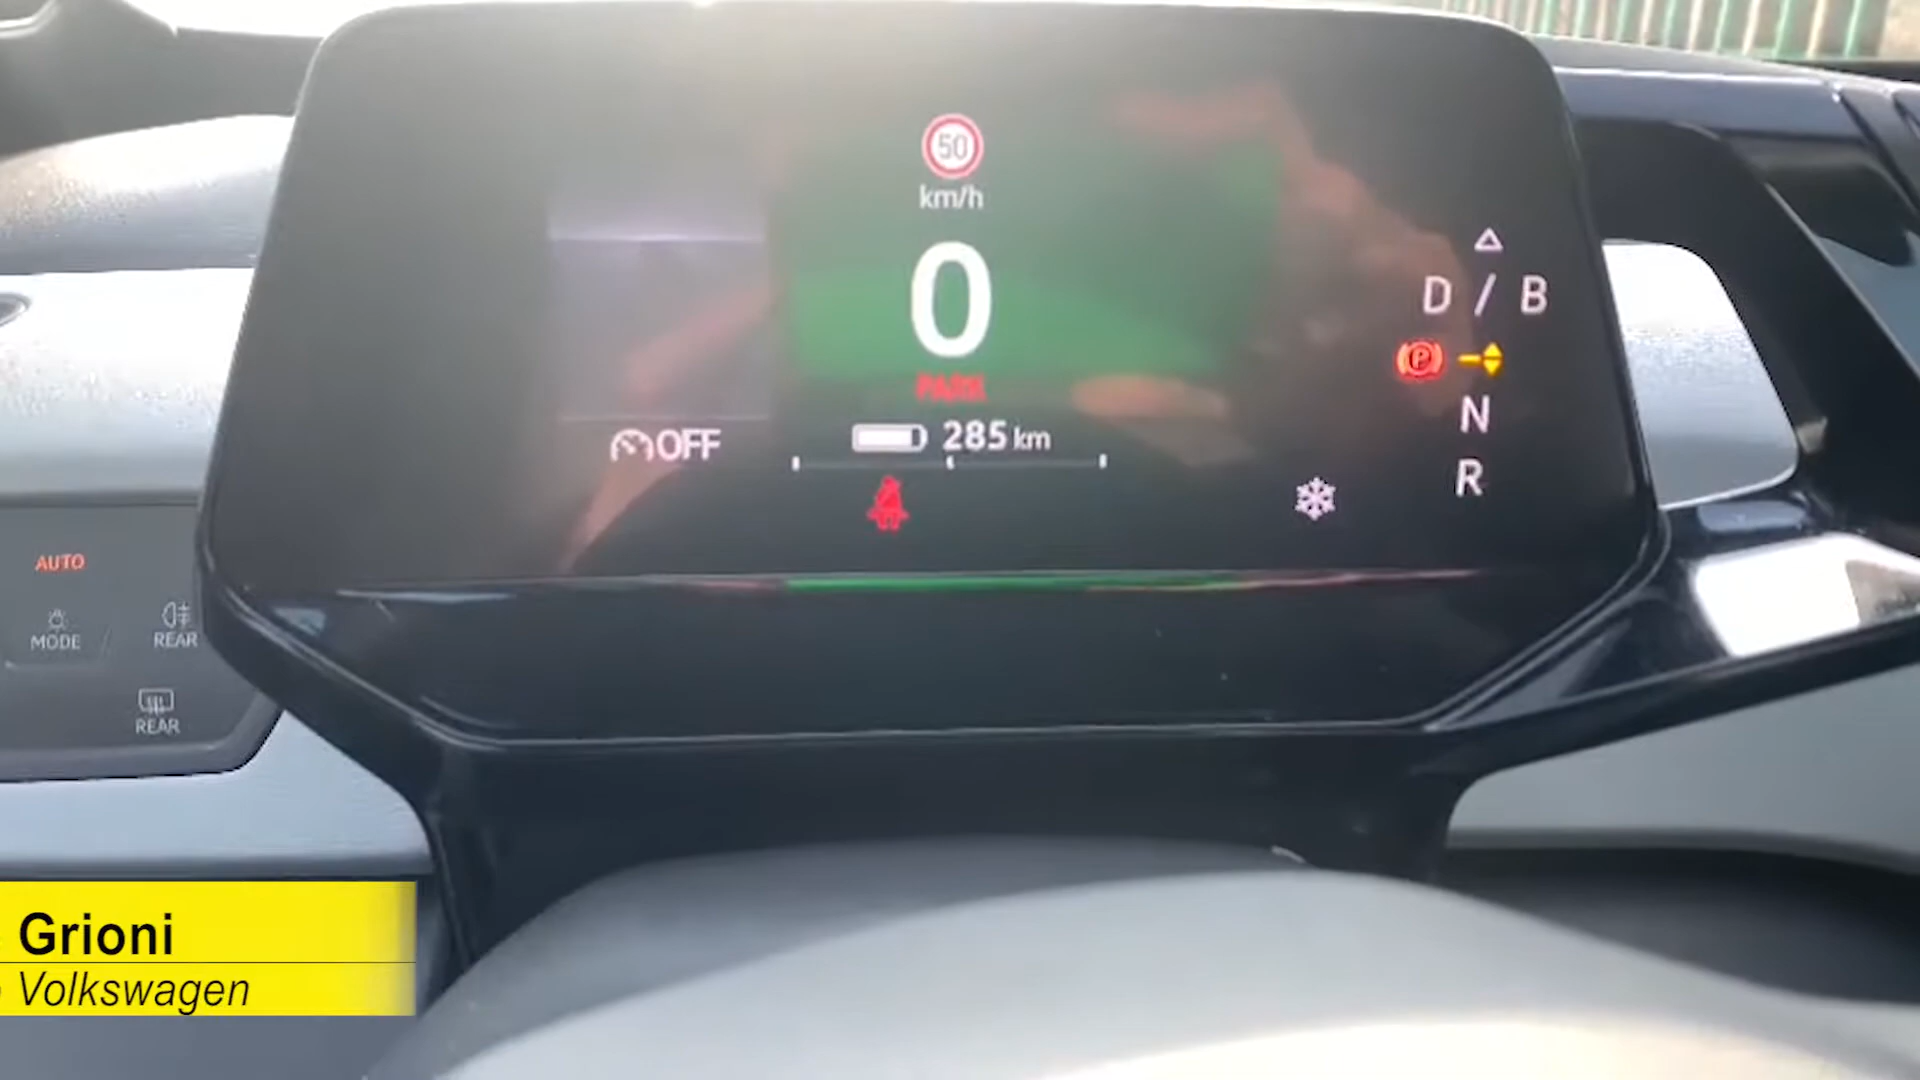 50
km/h
0
PARK
285 km
OFF
D / B
P
N
R
AUTO
MODE
REAR
REAR
Grioni
Volkswagen